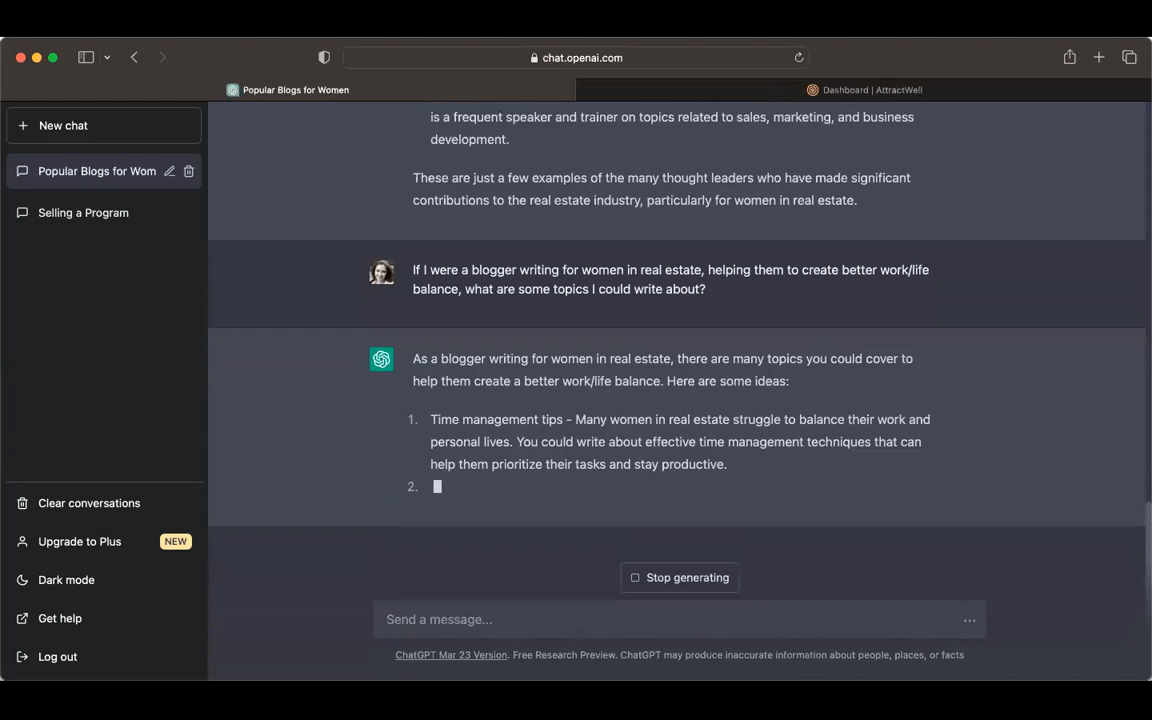 chat.openai.com
Popular Blogs for Women
Dashboard | AttractWell
New chat
Popular Blogs for Wom
Selling a Program
Clear conversations
Upgrade to Plus
NEW
Dark mode
Get help
Log out
is a frequent speaker and trainer on topics related to sales, marketing, and business
development.
These are just a few examples of the many thought leaders who have made significant
contributions to the real estate industry, particularly for women in real estate.
If I were a blogger writing for women in real estate, helping them to create better work/life
balance, what are some topics I could write about?
As a blogger writing for women in real estate, there are many topics you could cover to
help them create a better work/life balance. Here are some ideas:
1. Time management tips - Many women in real estate struggle to balance their work and
personal lives. You could write about effective time management techniques that can
help them prioritize their tasks and stay productive.
2.
Stop generating
Send a message...
ChatGPT Mar 23 Version. Free Research Preview. ChatGPT may produce inaccurate information about people, places, or facts